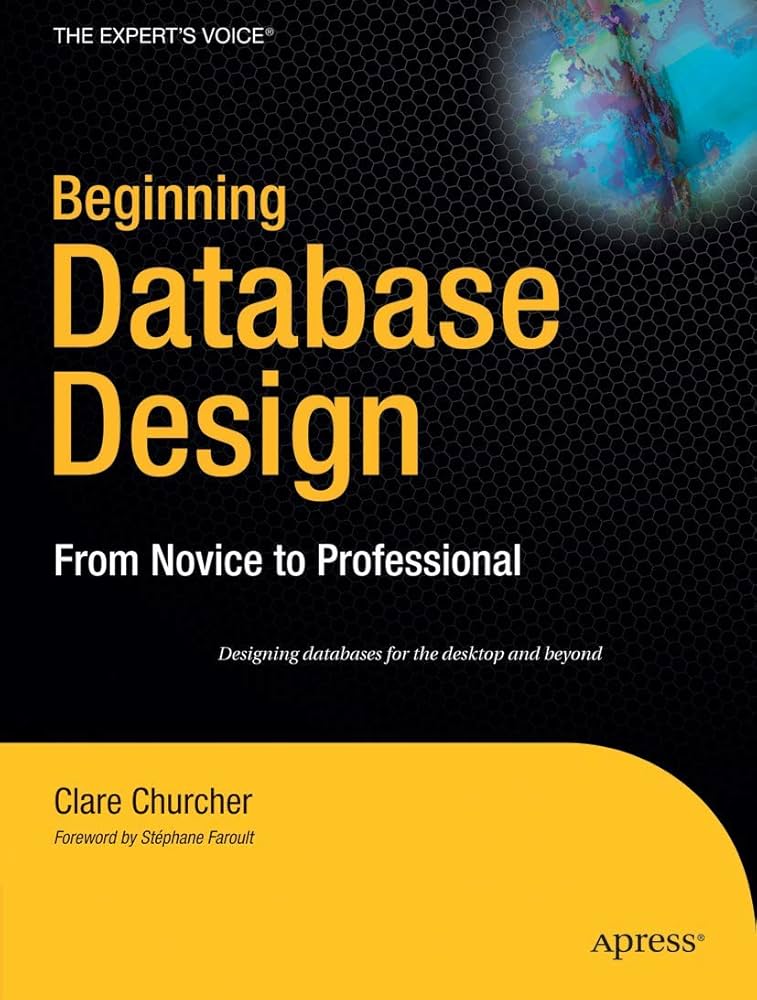 THE EXPERT'S VOICE®
Beginning
Database
Design
From Novice to Professional
Designing databases for the desktop and beyond
Clare Churcher
Foreword by Stéphane Faroult
Apress®